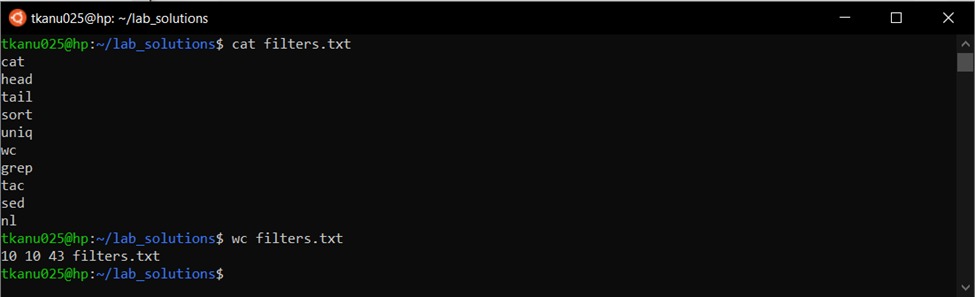 tkanu025@hp: ~/lab_solutions
tkanu025@hp:~/lab_solutions$ cat filters.txt
cat
head
tail
sort
uniq
wc
grep
tac
sed
nl
tkanu025@hp:~/lab_solutions$ wc filters.txt
10 10 43 filters.txt
tkanu025@hp:~/lab_solutions$